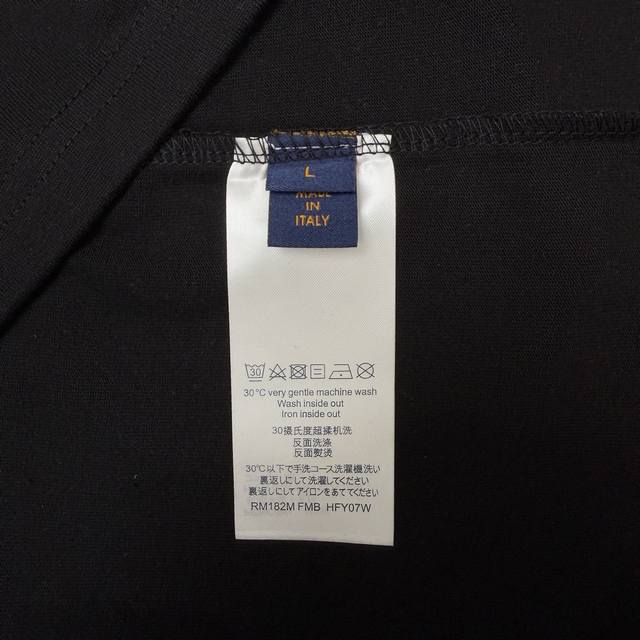 L
MADE
IN
ITALY
30
30°C very gentle machine wash
Wash inside out
Iron inside out
30摄氏度超揉机洗
反面洗涤
反面熨烫
30℃以下で手洗コース洗濯機洗い
裏返しにして洗濯してください
裏返しにしてアイロンをあててください
RM182M FMB HFY07W